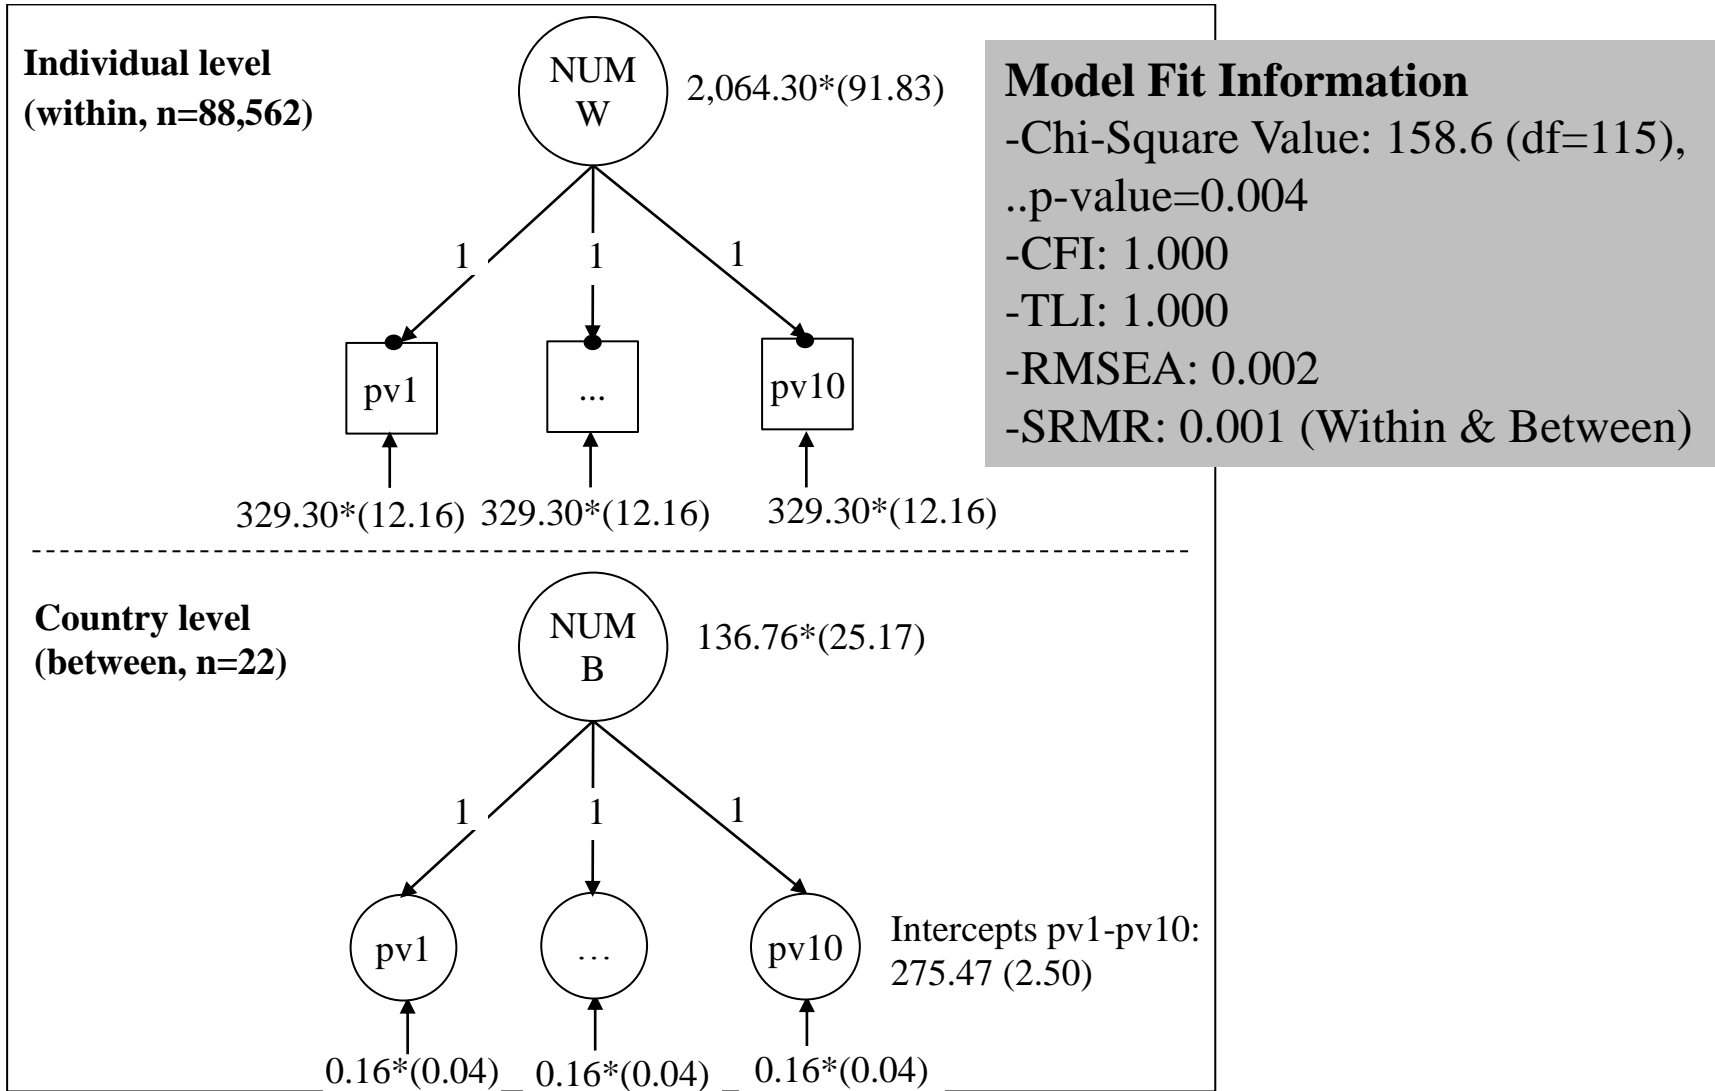 Individual level
(within, n=88,562)
NUM
W
2,064.30*(91.83)
Model Fit Information
-Chi-Square Value: 158.6 (df=115),
..p-value=0.004
-CFI: 1.000
-TLI: 1.000
-RMSEA: 0.002
-SRMR: 0.001 (Within & Between)
1
1
1
pv1
...
pv10
329.30*(12.16)
329.30*(12.16)
329.30*(12.16)
Country level
(between, n=22)
NUM
B
136.76*(25.17)
1
1
1
pv1
…
pv10
Intercepts pv1-pv10:
275.47 (2.50)
0.16*(0.04)
0.16*(0.04)
0.16*(0.04)